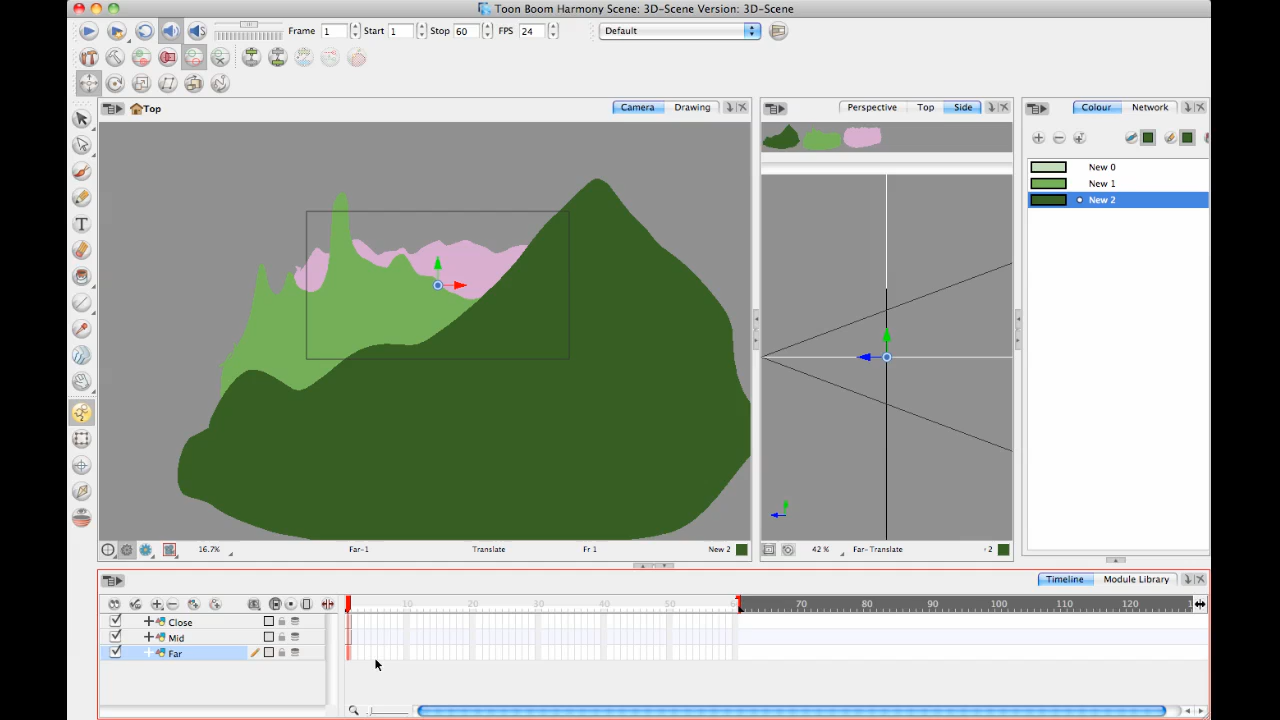 Toon Boom Harmony Scene: 3D-Scene Version: 3D-Scene
Frame 1 Start 1 Stop 60 FPS 24 Default
Top Camera Drawing
Perspective Top Side
Colour Network
New 0
New 1
New 2
T
16.7% Far-1 Translate Fr 1 New 2
42 % Far- Translate - 2
Timeline Module Library
10 20 30 40 50 70 80 90 100 110 120
Close
Mid
Far